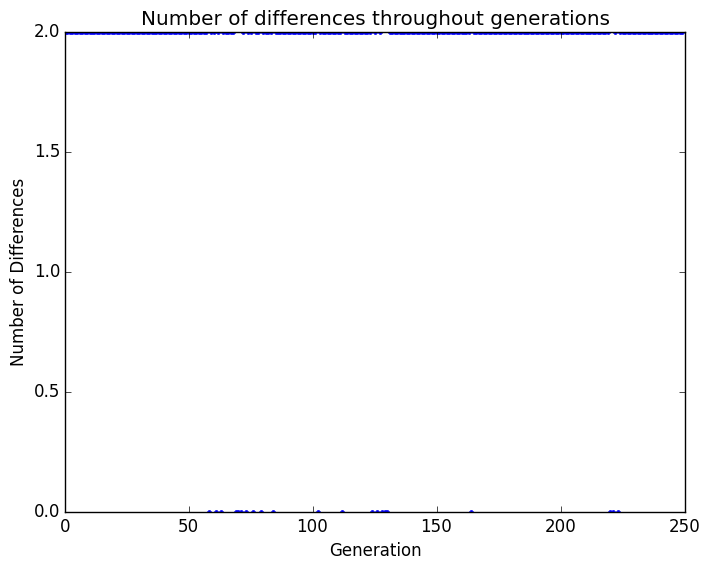 Number of differences throughout generations
2.0
1.5
1.0
0.5
0.0
0 50 100 150 200 250
Number of Differences
Generation